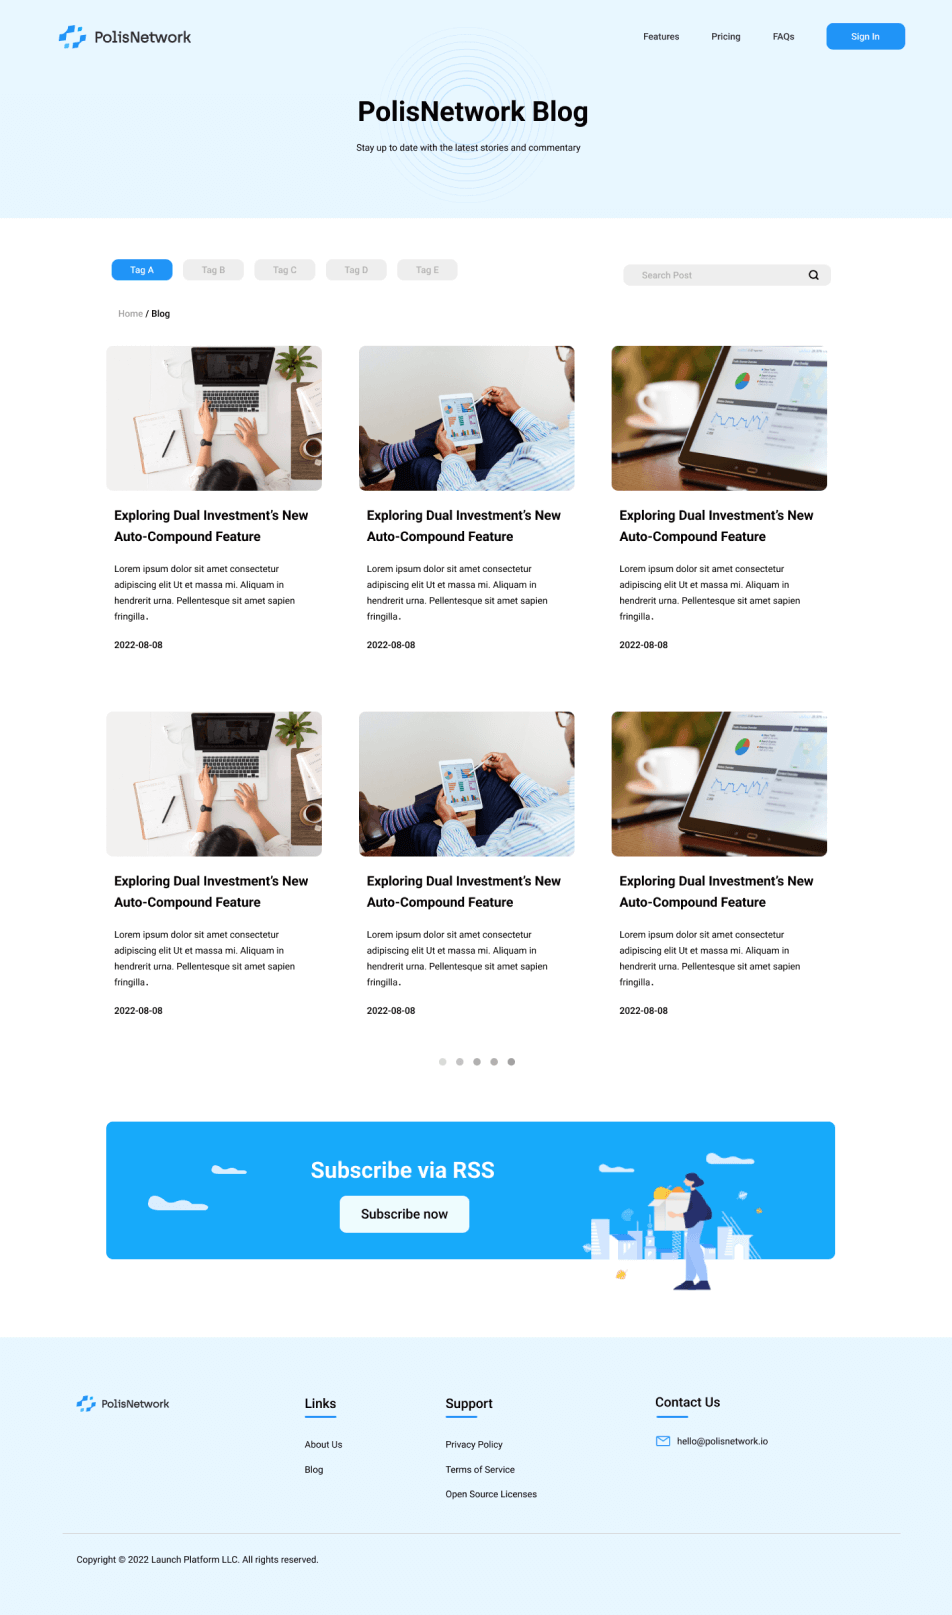 PolisNetwork
Features
Pricing
FAQs
Sign In
PolisNetwork Blog
Stay up to date with the latest stories and commentary
Tag A
Tag B
Tag C
Tag D
Tag E
Search Post
Home / Blog
Exploring Dual Investment’s New
Auto-Compound Feature
Lorem ipsum dolor sit amet consectetur
adipiscing elit Ut et massa mi. Aliquam in
hendrerit urna. Pellentesque sit amet sapien
fringilla.
2022-08-08
Exploring Dual Investment’s New
Auto-Compound Feature
Lorem ipsum dolor sit amet consectetur
adipiscing elit Ut et massa mi. Aliquam in
hendrerit urna. Pellentesque sit amet sapien
fringilla.
2022-08-08
Exploring Dual Investment’s New
Auto-Compound Feature
Lorem ipsum dolor sit amet consectetur
adipiscing elit Ut et massa mi. Aliquam in
hendrerit urna. Pellentesque sit amet sapien
fringilla.
2022-08-08
Exploring Dual Investment’s New
Auto-Compound Feature
Lorem ipsum dolor sit amet consectetur
adipiscing elit Ut et massa mi. Aliquam in
hendrerit urna. Pellentesque sit amet sapien
fringilla.
2022-08-08
Exploring Dual Investment’s New
Auto-Compound Feature
Lorem ipsum dolor sit amet consectetur
adipiscing elit Ut et massa mi. Aliquam in
hendrerit urna. Pellentesque sit amet sapien
fringilla.
2022-08-08
Exploring Dual Investment’s New
Auto-Compound Feature
Lorem ipsum dolor sit amet consectetur
adipiscing elit Ut et massa mi. Aliquam in
hendrerit urna. Pellentesque sit amet sapien
fringilla.
2022-08-08
Subscribe via RSS
Subscribe now
PolisNetwork
Links
About Us
Blog
Support
Privacy Policy
Terms of Service
Open Source Licenses
Contact Us
hello@polisnetwork.io
Copyright © 2022 Launch Platform LLC. All rights reserved.